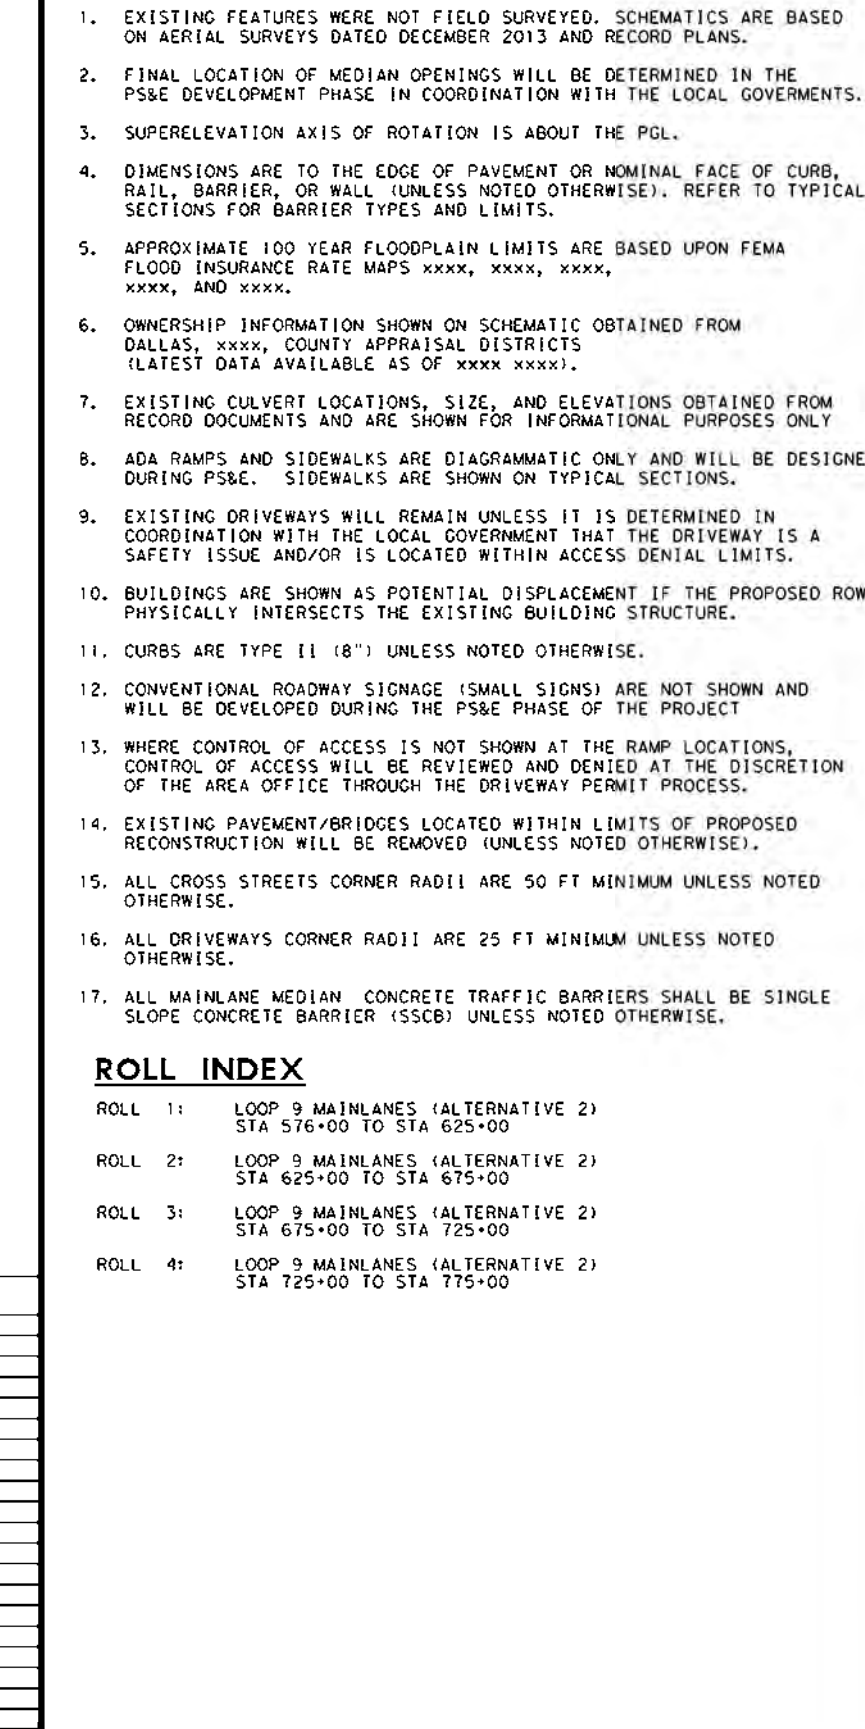 1. EXISTING FEATURES WERE NOT FIELD SURVEYED. SCHEMATICS ARE BASED
ON AERIAL SURVEYS DATED DECEMBER 2013 AND RECORD PLANS.
2. FINAL LOCATION OF MEDIAN OPENINGS WILL BE DETERMINED IN THE
PS&E DEVELOPMENT PHASE IN COORDINATION WITH THE LOCAL GOVERMENTS.
3. SUPERELEVATION AXIS OF ROTATION IS ABOUT THE PGL.
4. DIMENSIONS ARE TO THE EDGE OF PAVEMENT OR NOMINAL FACE OF CURB,
RAIL, BARRIER, OR WALL (UNLESS NOTED OTHERWISE). REFER TO TYPICAL
SECTIONS FOR BARRIER TYPES AND LIMITS.
5. APPROXIMATE 100 YEAR FLOODPLAIN LIMITS ARE BASED UPON FEMA
FLOOD INSURANCE RATE MAPS xxxx, xxxx, xxxx,
xxxx, AND xxxx.
6. OWNERSHIP INFORMATION SHOWN ON SCHEMATIC OBTAINED FROM
DALLAS, xxxx, COUNTY APPRAISAL DISTRICTS
(LATEST DATA AVAILABLE AS OF xxxx xxxx).
7. EXISTING CULVERT LOCATIONS, SIZE, AND ELEVATIONS OBTAINED FROM
RECORD DOCUMENTS AND ARE SHOWN FOR INFORMATIONAL PURPOSES ONLY
8. ADA RAMPS AND SIDEWALKS ARE DIAGRAMMATIC ONLY AND WILL BE DESIGNE
DURING PS&E. SIDEWALKS ARE SHOWN ON TYPICAL SECTIONS.
9. EXISTING DRIVEWAYS WILL REMAIN UNLESS IT IS DETERMINED IN
COORDINATION WITH THE LOCAL GOVERNMENT THAT THE DRIVEWAY IS A
SAFETY ISSUE AND/OR IS LOCATED WITHIN ACCESS DENIAL LIMITS.
10. BUILDINGS ARE SHOWN AS POTENTIAL DISPLACEMENT IF THE PROPOSED ROW
PHYSICALLY INTERSECTS THE EXISTING BUILDING STRUCTURE.
11. CURBS ARE TYPE II (8") UNLESS NOTED OTHERWISE.
12. CONVENTIONAL ROADWAY SIGNAGE (SMALL SIGNS) ARE NOT SHOWN AND
WILL BE DEVELOPED DURING THE PS&E PHASE OF THE PROJECT
13. WHERE CONTROL OF ACCESS IS NOT SHOWN AT THE RAMP LOCATIONS,
CONTROL OF ACCESS WILL BE REVIEWED AND DENIED AT THE DISCRETION
OF THE AREA OFFICE THROUGH THE DRIVEWAY PERMIT PROCESS.
14. EXISTING PAVEMENT/BRIDGES LOCATED WITHIN LIMITS OF PROPOSED
RECONSTRUCTION WILL BE REMOVED (UNLESS NOTED OTHERWISE).
15. ALL CROSS STREETS CORNER RADII ARE 50 FT MINIMUM UNLESS NOTED
OTHERWISE.
16. ALL DRIVEWAYS CORNER RADII ARE 25 FT MINIMUM UNLESS NOTED
OTHERWISE.
17. ALL MAINLANE MEDIAN CONCRETE TRAFFIC BARRIERS SHALL BE SINGLE
SLOPE CONCRETE BARRIER (SSCB) UNLESS NOTED OTHERWISE.
ROLL INDEX
ROLL 1: LOOP 9 MAINLANES (ALTERNATIVE 2)
STA 576+00 TO STA 625+00
ROLL 2: LOOP 9 MAINLANES (ALTERNATIVE 2)
STA 625+00 TO STA 675+00
ROLL 3: LOOP 9 MAINLANES (ALTERNATIVE 2)
STA 675+00 TO STA 725+00
ROLL 4: LOOP 9 MAINLANES (ALTERNATIVE 2)
STA 725+00 TO STA 775+00